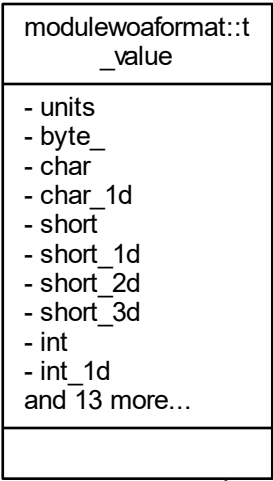 modulewoaformat::t
_value
- units
- byte_
- char
- char_1d
- short
- short_1d
- short_2d
- short_3d
- int
- int_1d
and 13 more...